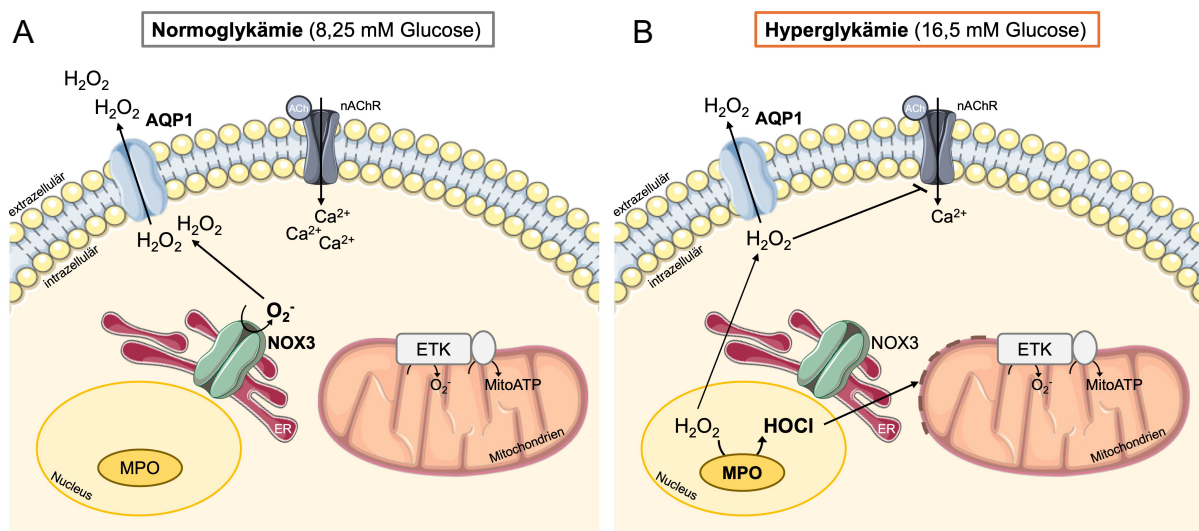 A
Normoglykämie (8,25 mM Glucose)
H₂O₂
H₂O₂
AQP1
ACh
nAChR
extrazellulär
intrazellulär
H₂O₂
H₂O₂
Ca²⁺
Ca²⁺
Ca²⁺
O₂⁻
NOX3
ER
ETK
O₂⁻
MitoATP
Mitochondrien
MPO
Nucleus
B
Hyperglykämie (16,5 mM Glucose)
H₂O₂
AQP1
ACh
nAChR
extrazellulär
intrazellulär
H₂O₂
Ca²⁺
NOX3
ER
ETK
O₂⁻
MitoATP
Mitochondrien
H₂O₂
HOCl
MPO
Nucleus